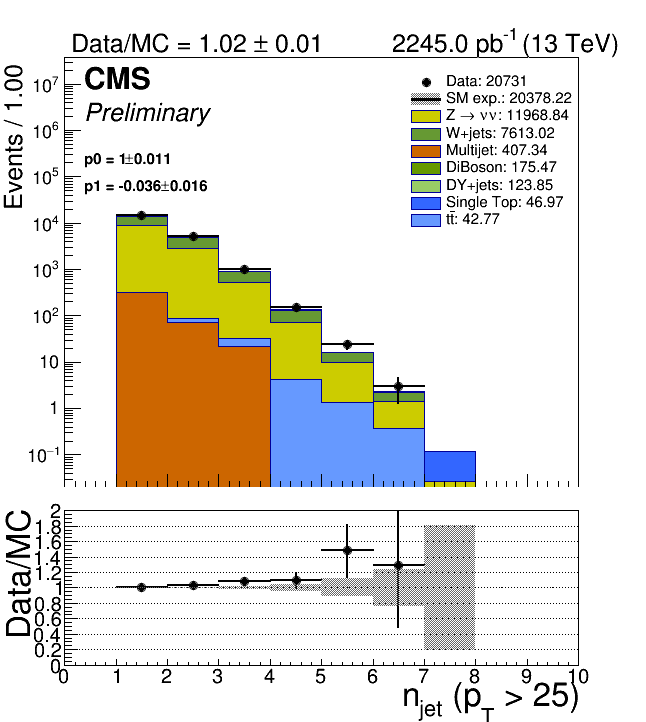 Data/MC = 1.02 ± 0.01 2245.0 pb⁻¹ (13 TeV)
CMS
Preliminary
p0 = 1±0.011
p1 = -0.036±0.016
Data: 20731
SM exp.: 20378.22
Z → νν: 11968.84
W+jets: 7613.02
Multijet: 407.34
DiBoson: 175.47
DY+jets: 123.85
Single Top: 46.97
tt̄: 42.77
Events / 1.00
10⁷
10⁶
10⁵
10⁴
10³
10²
10
1
10⁻¹
Data/MC
2
1.8
1.6
1.4
1.2
1
0.8
0.6
0.4
0.2
0
0 1 2 3 4 5 6 7 8 9 10
n_jet (p_T > 25)